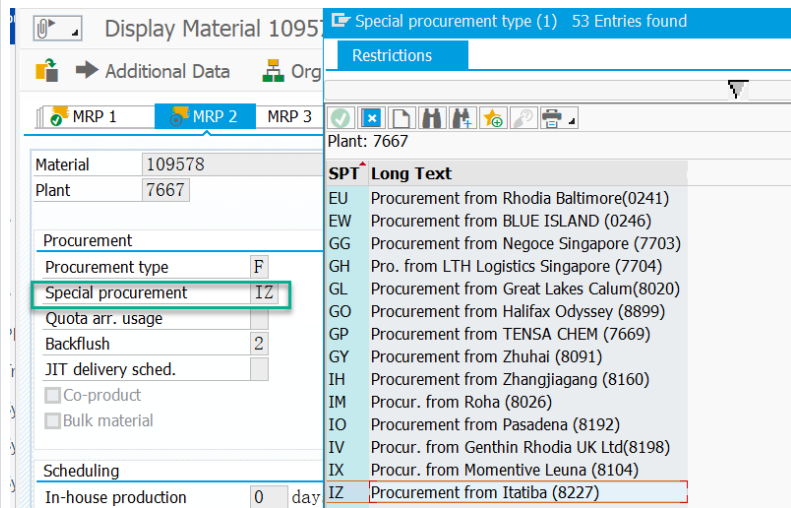 Display Material 10957
Additional Data
Org
MRP 1
MRP 2
MRP 3
Material 109578
Plant 7667
Procurement
Procurement type F
Special procurement IZ
Quota arr. usage
Backflush 2
JIT delivery sched.
Co-product
Bulk material
Scheduling
In-house production 0 day
Special procurement type (1) 53 Entries found
Restrictions
Plant: 7667
SPT Long Text
EU Procurement from Rhodia Baltimore(0241)
EW Procurement from BLUE ISLAND (0246)
GG Procurement from Negoce Singapore (7703)
GH Pro. from LTH Logistics Singapore (7704)
GL Procurement from Great Lakes Calum(8020)
GO Procurement from Halifax Odyssey (8899)
GP Procurement from TENSA CHEM (7669)
GY Procurement from Zhuhai (8091)
IH Procurement from Zhangjiagang (8160)
IM Procur. from Roha (8026)
IO Procurement from Pasadena (8192)
IV Procur. from Genthin Rhodia UK Ltd(8198)
IX Procur. from Momentive Leuna (8104)
IZ Procurement from Itatiba (8227)